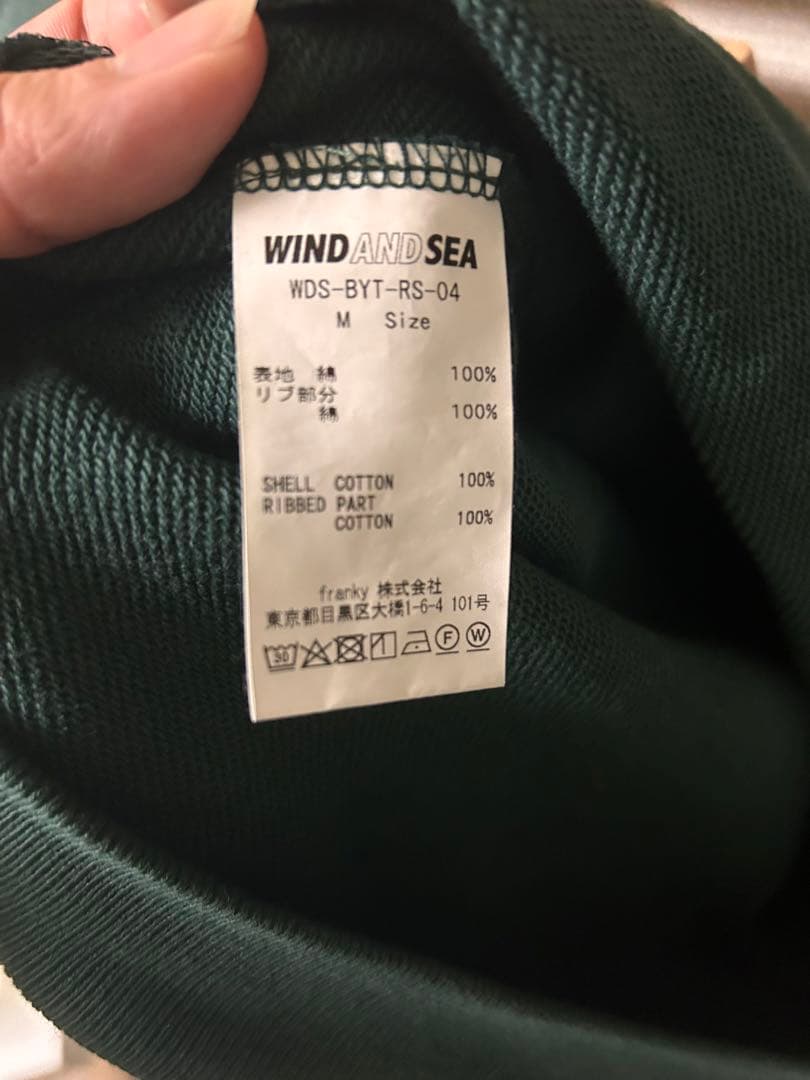 WINDANDSEA
WDS-BYT-RS-04
M Size
表地 綿 100%
リブ部分
綿 100%
SHELL COTTON 100%
RIBBED PART
COTTON 100%
franky 株式会社
東京都目黒区大橋1-6-4 101号
30 F W